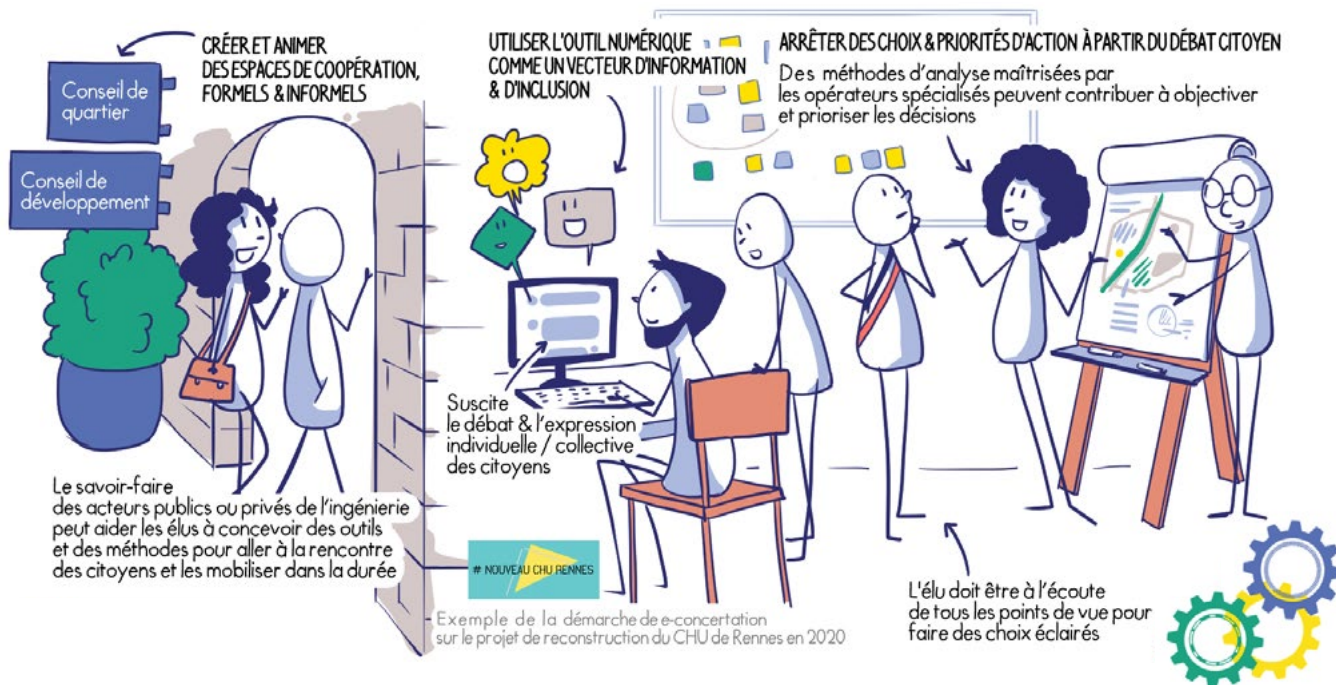 CRÉER ET ANIMER
DES ESPACES DE COOPÉRATION,
FORMELS & INFORMELS
Conseil de
quartier
Conseil de
développement
Le savoir-faire
des acteurs publics ou privés de l'ingénierie
peut aider les élus à concevoir des outils
et des méthodes pour aller à la rencontre
des citoyens et les mobiliser dans la durée
UTILISER L'OUTIL NUMÉRIQUE
COMME UN VECTEUR D'INFORMATION
& D'INCLUSION
Suscite
le débat & l'expression
individuelle / collective
des citoyens
# NOUVEAU CHU RENNES
Exemple de la démarche de e-concertation
sur le projet de reconstruction du CHU de Rennes en 2020
ARRÊTER DES CHOIX & PRIORITÉS D'ACTION À PARTIR DU DÉBAT CITOYEN
Des méthodes d'analyse maîtrisées par
les opérateurs spécialisés peuvent contribuer à objectiver
et prioriser les décisions
L'élu doit être à l'écoute
de tous les points de vue pour
faire des choix éclairés